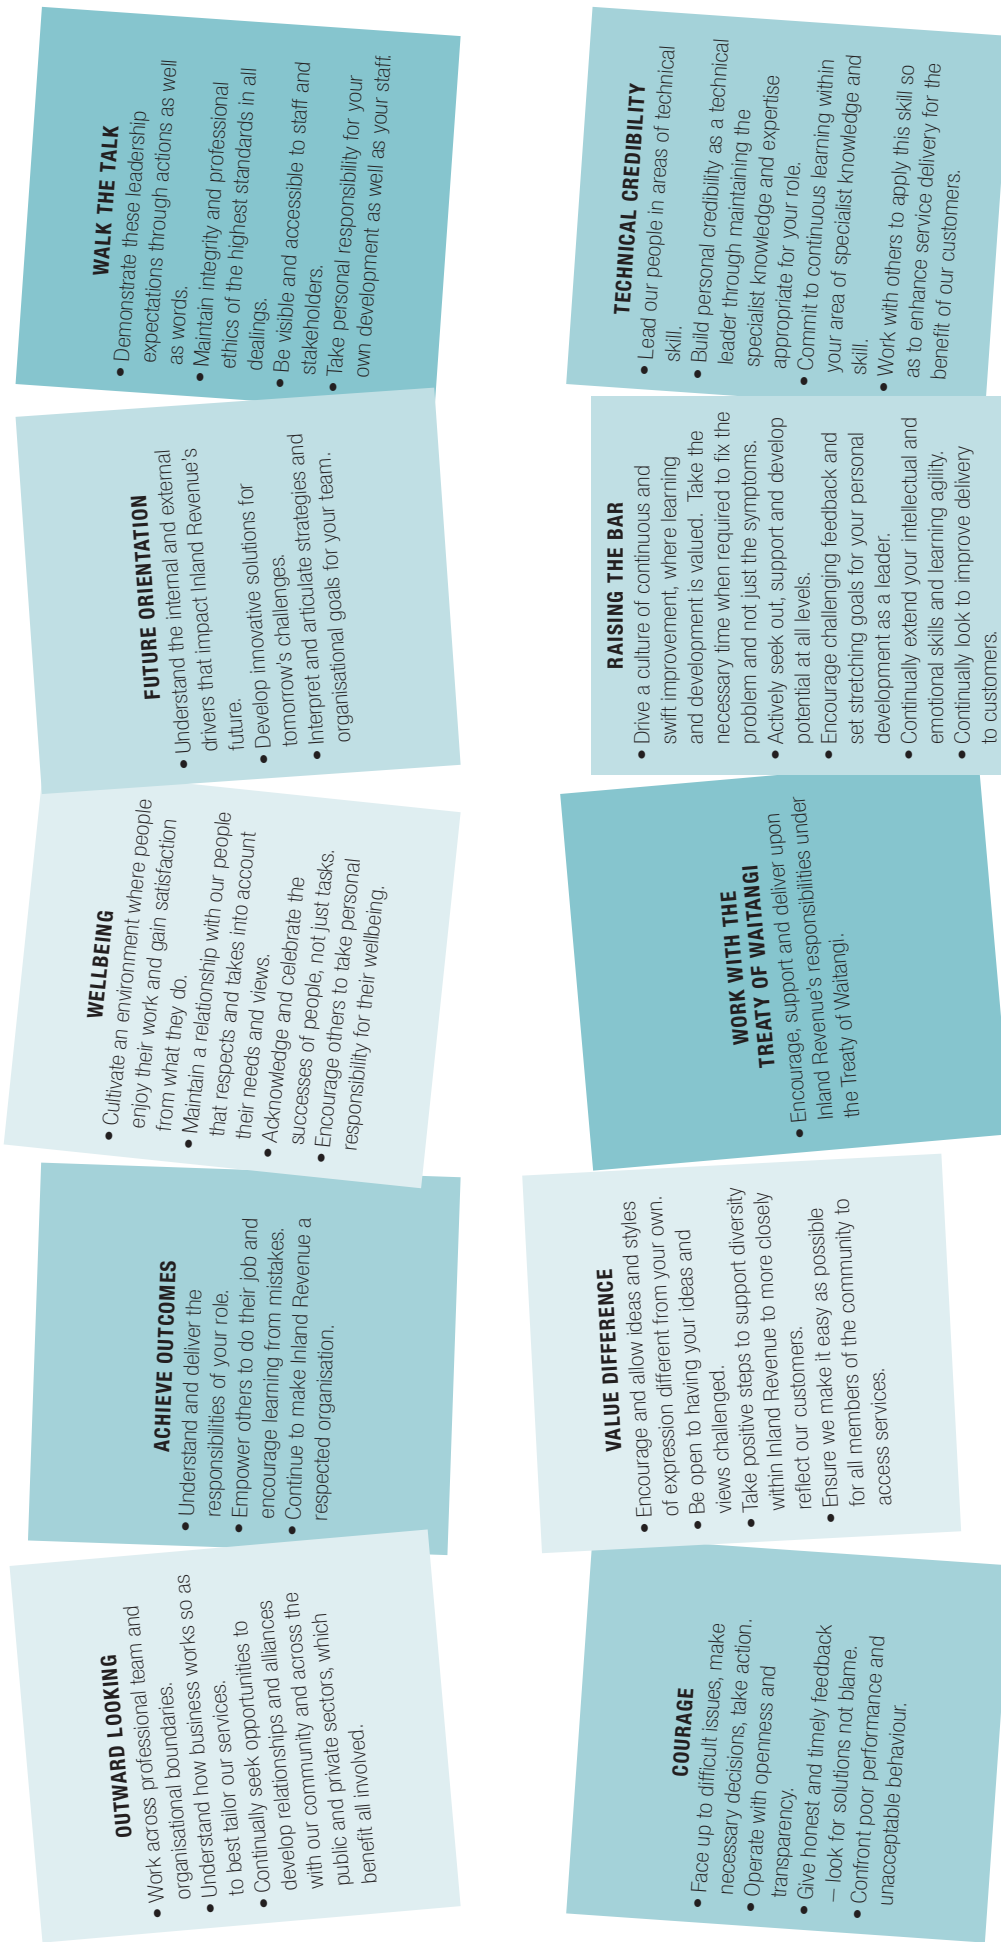 OUTWARD LOOKING
• Work across professional team and
organisational boundaries.
• Understand how business works so as
to best tailor our services.
• Continually seek opportunities to
develop relationships and alliances
with our community and across the
public and private sectors, which
benefit all involved.
ACHIEVE OUTCOMES
• Understand and deliver the
responsibilities of your role.
• Empower others to do their job and
encourage learning from mistakes.
• Continue to make Inland Revenue a
respected organisation.
WELLBEING
• Cultivate an environment where people
enjoy their work and gain satisfaction
from what they do.
• Maintain a relationship with our people
that respects and takes into account
their needs and views.
• Acknowledge and celebrate the
successes of people, not just tasks.
• Encourage others to take personal
responsibility for their wellbeing.
FUTURE ORIENTATION
• Understand the internal and external
drivers that impact Inland Revenue's
future.
• Develop innovative solutions for
tomorrow's challenges.
• Interpret and articulate strategies and
organisational goals for your team.
WALK THE TALK
• Demonstrate these leadership
expectations through actions as well
as words.
• Maintain integrity and professional
ethics of the highest standards in all
dealings.
• Be visible and accessible to staff and
stakeholders.
• Take personal responsibility for your
own development as well as your staff.
COURAGE
• Face up to difficult issues, make
necessary decisions, take action.
• Operate with openness and
transparency.
• Give honest and timely feedback
– look for solutions not blame.
• Confront poor performance and
unacceptable behaviour.
VALUE DIFFERENCE
• Encourage and allow ideas and styles
of expression different from your own.
• Be open to having your ideas and
views challenged.
• Take positive steps to support diversity
within Inland Revenue to more closely
reflect our customers.
• Ensure we make it easy as possible
for all members of the community to
access services.
WORK WITH THE
TREATY OF WAITANGI
• Encourage, support and deliver upon
Inland Revenue's responsibilities under
the Treaty of Waitangi.
RAISING THE BAR
• Drive a culture of continuous and
swift improvement, where learning
and development is valued. Take the
necessary time when required to fix the
problem and not just the symptoms.
• Actively seek out, support and develop
potential at all levels.
• Encourage challenging feedback and
set stretching goals for your personal
development as a leader.
• Continually extend your intellectual and
emotional skills and learning agility.
• Continually look to improve delivery
to customers.
TECHNICAL CREDIBILITY
• Lead our people in areas of technical
skill.
• Build personal credibility as a technical
leader through maintaining the
specialist knowledge and expertise
appropriate for your role.
• Commit to continuous learning within
your area of specialist knowledge and
skill.
• Work with others to apply this skill so
as to enhance service delivery for the
benefit of our customers.